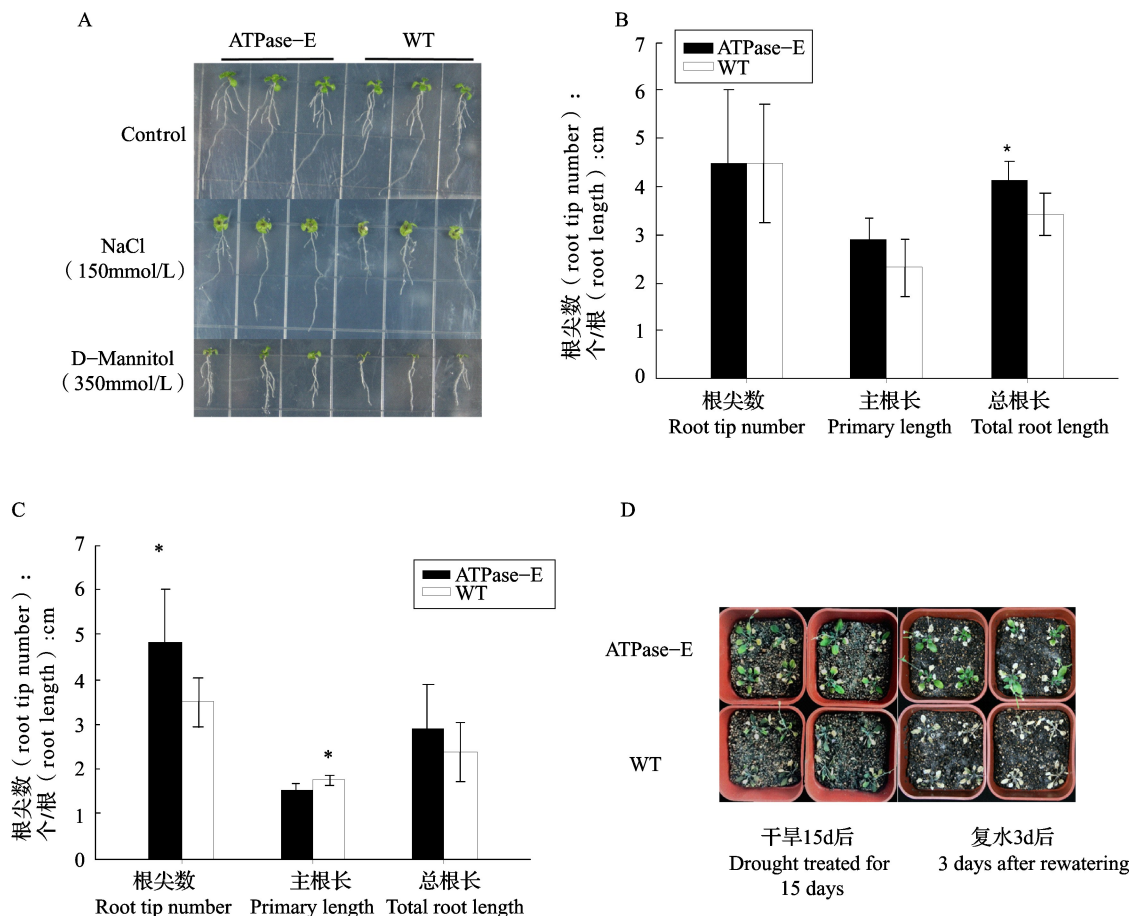 A
ATPase−E
WT
Control
NaCl
(150mmol/L)
D−Mannitol
(350mmol/L)
B
7
6
5
4
3
2
1
0
根尖数(root tip number):
个/根(root length):cm
ATPase−E
WT
*
根尖数
Root tip number
主根长
Primary length
总根长
Total root length
C
7
6
5
4
3
2
1
0
根尖数(root tip number):
个/根(root length):cm
*
*
ATPase−E
WT
根尖数
Root tip number
主根长
Primary length
总根长
Total root length
D
ATPase−E
WT
干旱15d后
Drought treated for
15 days
复水3d后
3 days after rewatering